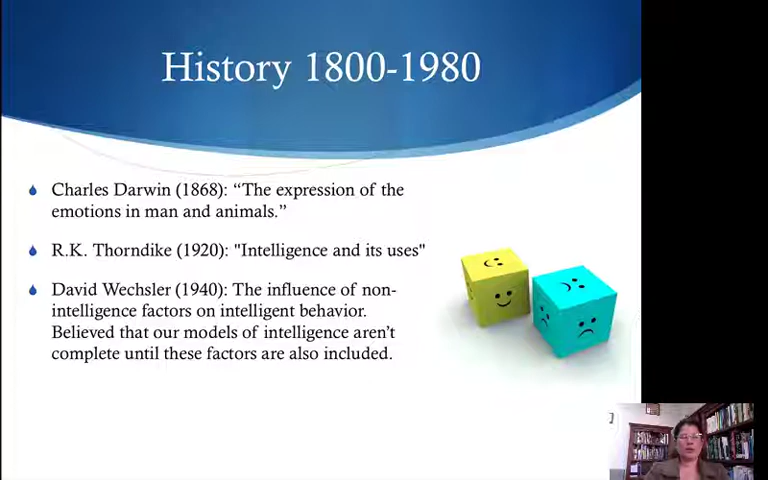 History 1800-1980
Charles Darwin (1868): “The expression of the
emotions in man and animals.”
R.K. Thorndike (1920): "Intelligence and its uses"
David Wechsler (1940): The influence of non-
intelligence factors on intelligent behavior.
Believed that our models of intelligence aren’t
complete until these factors are also included.